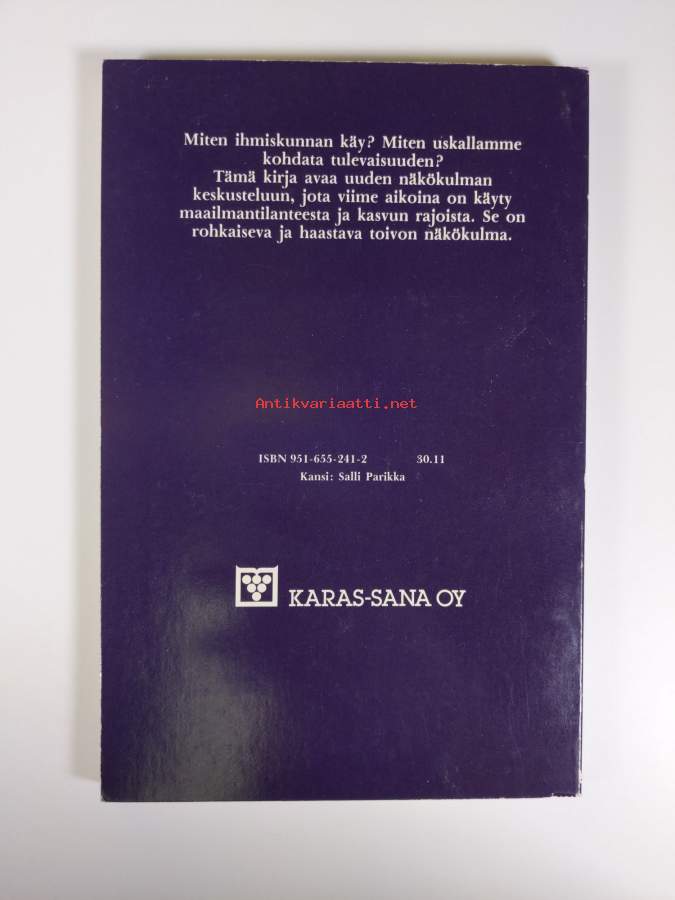 Miten ihmiskunnan käy? Miten uskallamme
kohdata tulevaisuuden?
Tämä kirja avaa uuden näkökulman
keskusteluun, jota viime aikoina on käyty
maailmantilanteesta ja kasvun rajoista. Se on
rohkaiseva ja haastava toivon näkökulma.
Antikvariaatti.net
ISBN 951-655-241-2 30.11
Kansi: Salli Parikka
KARAS-SANA OY